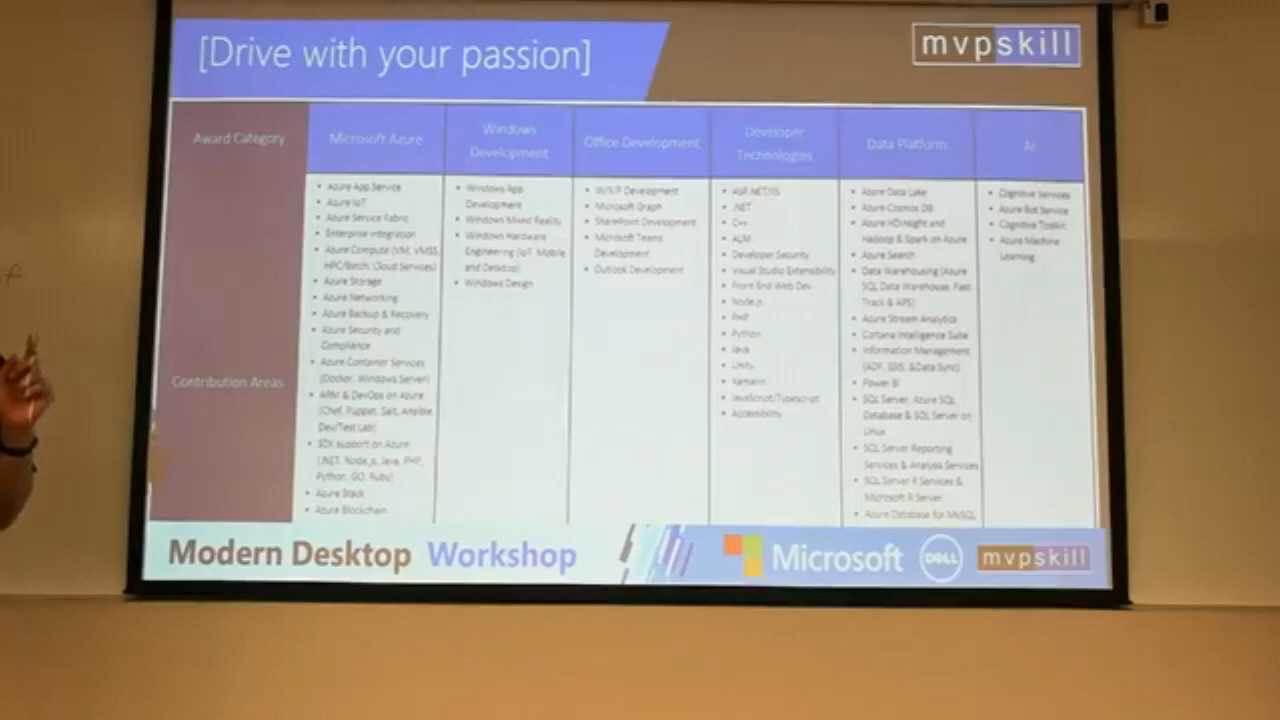 [Drive with your passion]
mvpskill
Award Category
Microsoft Azure
Windows
Development
Office Development
Developer
Technologies
Data Platform
AI
Contribution Areas
• Azure App Service
• Azure IoT
• Azure Service Fabric
• Enterprise Integration
• Azure Compute (VM, VMSS,
HPC/Batch, Cloud Services)
• Azure Storage
• Azure Networking
• Azure Backup & Recovery
• Azure Security and
Compliance
• Azure Container Services
(Docker, Windows Server)
• ARM & DevOps on Azure
(Chef, Puppet, Salt, Ansible,
Dev/Test Lab)
• SDK support on Azure
(.NET, Node.js, Java, PHP,
Python, GO, Ruby)
• Azure Stack
• Azure Blockchain
• Windows App
Development
• Windows Mixed Reality
• Windows Hardware
Engineering (IoT, Mobile,
and Desktop)
• Windows Design
• W/X/P Development
• Microsoft Graph
• SharePoint Development
• Microsoft Teams
Development
• Outlook Development
• ASP.NET/IIS
• .NET
• C++
• ALM
• Developer Security
• Visual Studio Extensibility
• Front End Web Dev
• Node.js
• PHP
• Python
• Java
• Unity
• Xamarin
• JavaScript/Typescript
• Accessibility
• Azure Data Lake
• Azure Cosmos DB
• Azure HDInsight and
Hadoop & Spark on Azure
• Azure Search
• Data Warehousing (Azure
SQL Data Warehouse, Fast
Track & APS)
• Azure Stream Analytics
• Cortana Intelligence Suite
• Information Management
(ADF, SSIS, &Data Sync)
• Power BI
• SQL Server, Azure SQL
Database & SQL Server on
Linux
• SQL Server Reporting
Services & Analysis Services
• SQL Server R Services &
Microsoft R Server
• Azure Database for MySQL
• Cognitive Services
• Azure Bot Service
• Cognitive Toolkit
• Azure Machine
Learning
Modern Desktop Workshop
Microsoft
DELL
mvpskill